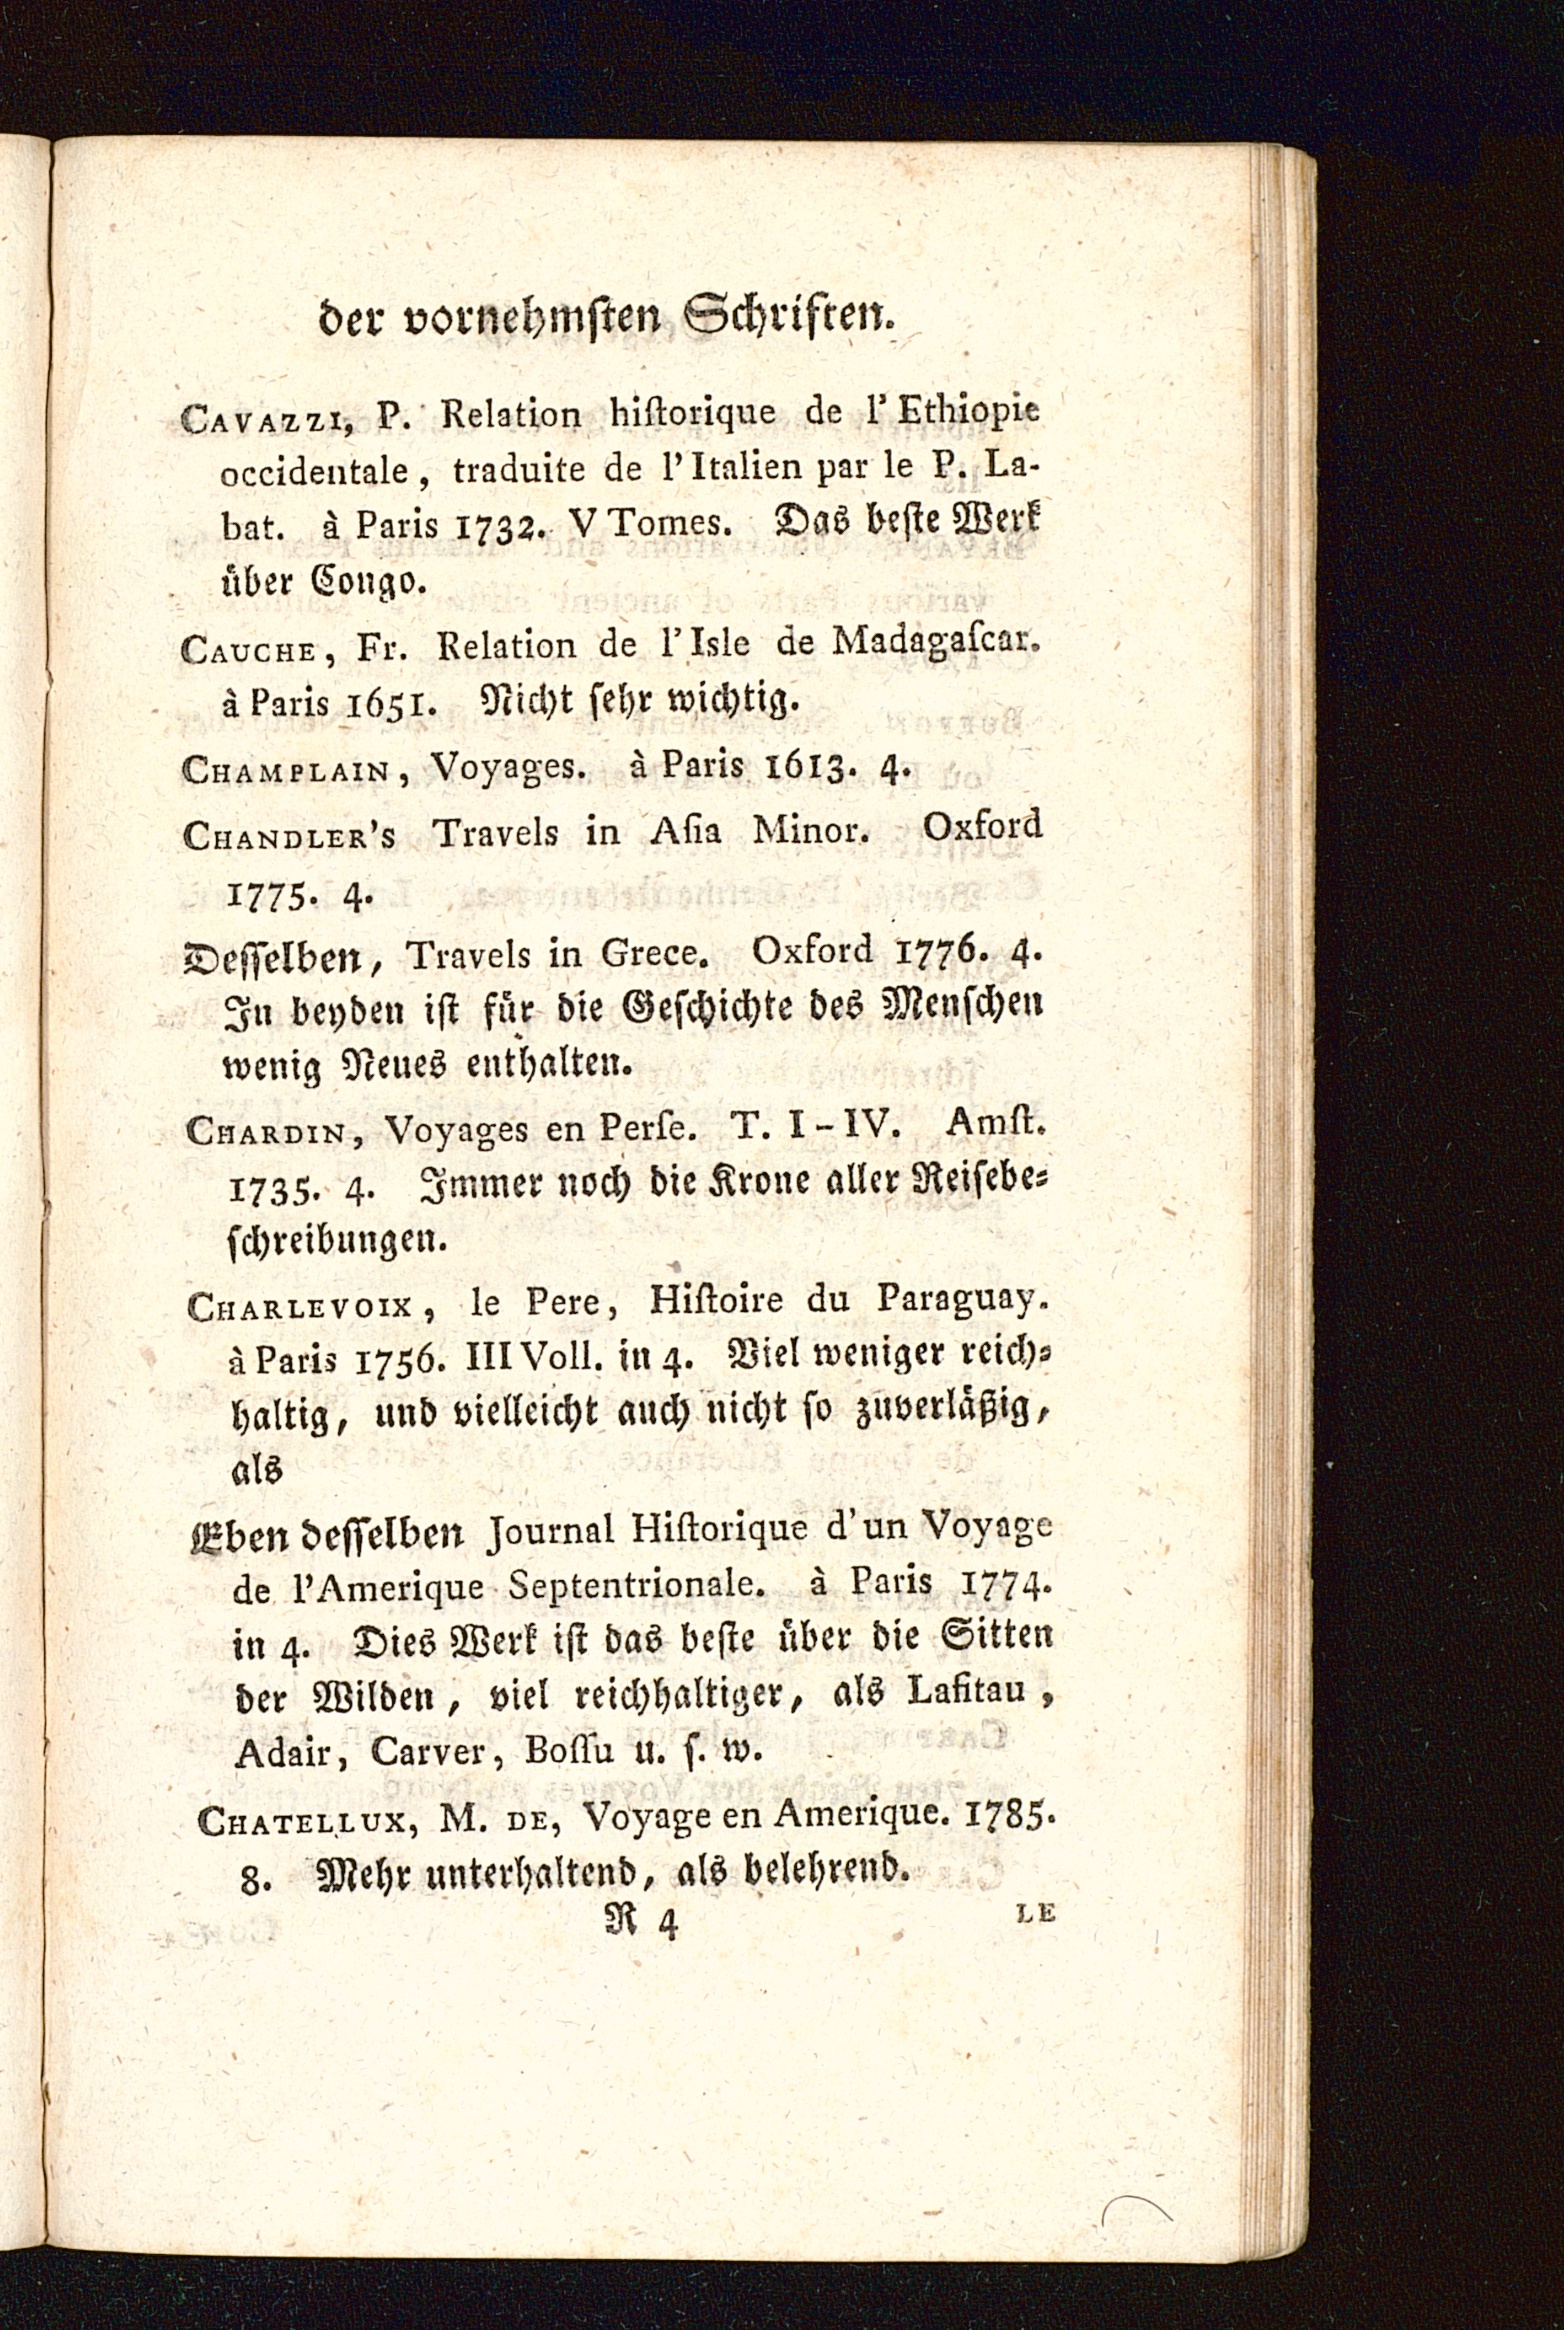 der vornehmſten Schriften.
CAVAZZI, P. Relation hiſtorique de l'Ethiopie
occidentale, traduite de l'Italien par le P. La-
bat. à Paris 1732. V Tomes. Das beſte Werk
über Congo.
CAUCHE, Fr. Relation de l'Isle de Madagaſcar.
à Paris 1651. Nicht ſehr wichtig.
CHAMPLAIN, Voyages. à Paris 1613. 4.
CHANDLER'S Travels in Aſia Minor. Oxford
1775. 4.
Deſſelben, Travels in Grece. Oxford 1776. 4.
In beyden iſt für die Geſchichte des Menſchen
wenig Neues enthalten.
CHARDIN, Voyages en Perſe. T. I-IV. Amſt.
1735. 4. Immer noch die Krone aller Reiſebe⸗
ſchreibungen.
CHARLEVOIX, le Pere, Hiſtoire du Paraguay.
à Paris 1756. III Voll. in 4. Viel weniger reich⸗
haltig, und vielleicht auch nicht ſo zuverläßig,
als
Eben deſſelben Journal Hiſtorique d'un Voyage
de l'Amerique Septentrionale. à Paris 1774.
in 4. Dies Werk iſt das beſte über die Sitten
der Wilden, viel reichhaltiger, als Lafitau,
Adair, Carver, Boſſu u. ſ. w.
CHATELLUX, M. DE, Voyage en Amerique. 1785.
8. Mehr unterhaltend, als belehrend.
R 4 LE